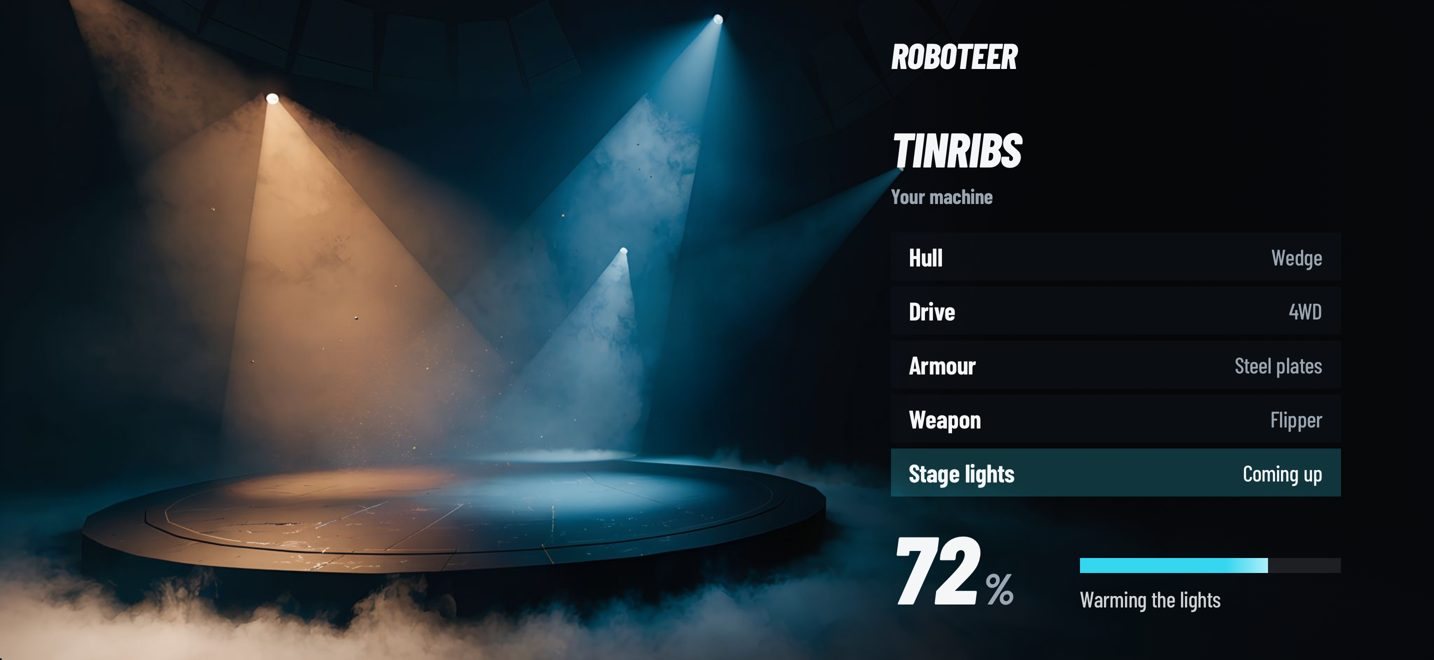 ROBOTEER
TINRIBS
Your machine
Hull Wedge
Drive 4WD
Armour Steel plates
Weapon Flipper
Stage lights Coming up
72%
Warming the lights